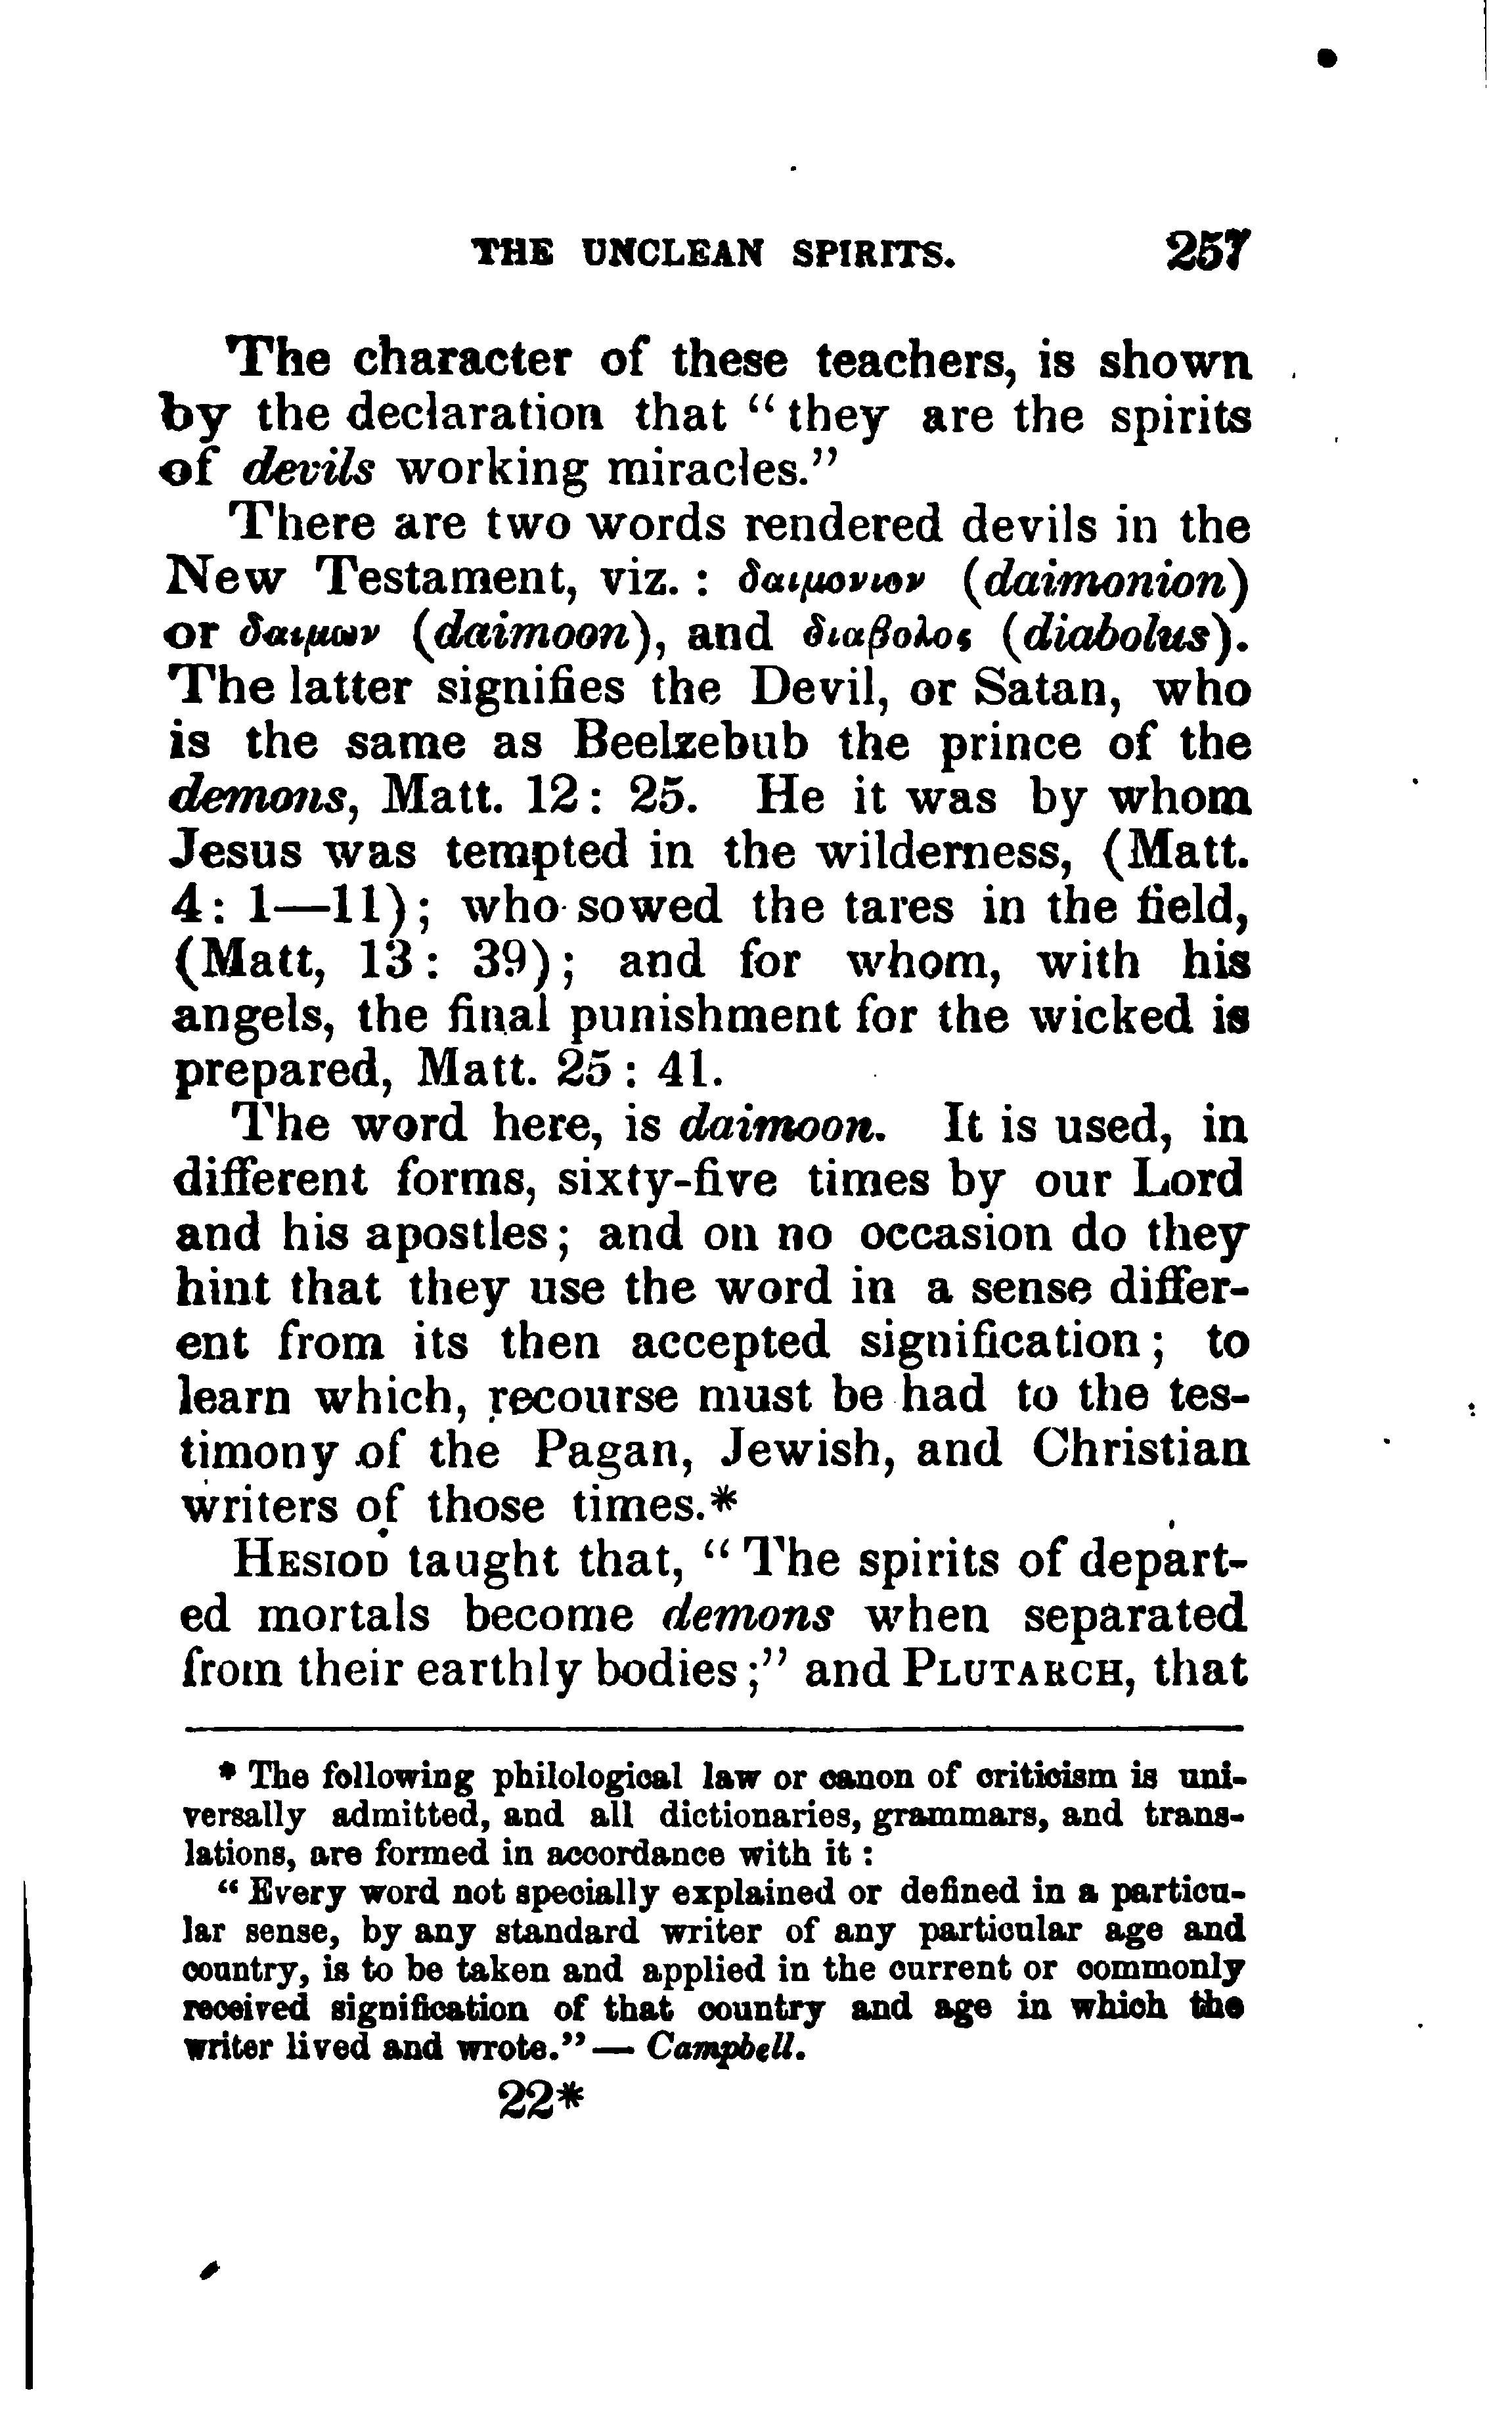 THE UNCLEAN SPIRITS. 257
The character of these teachers, is shown
by the declaration that "they are the spirits
of devils working miracles."
There are two words rendered devils in the
New Testament, viz. : δαιμονιον (daimonion)
or δαιμων (daimoon), and διαβολος (diabolus).
The latter signifies the Devil, or Satan, who
is the same as Beelzebub the prince of the
demons, Matt. 12: 25. He it was by whom
Jesus was tempted in the wilderness, (Matt.
4: 1—11); who sowed the tares in the field,
(Matt, 13: 39); and for whom, with his
angels, the final punishment for the wicked is
prepared, Matt. 25: 41.
The word here, is daimoon. It is used, in
different forms, sixty-five times by our Lord
and his apostles; and on no occasion do they
hint that they use the word in a sense differ-
ent from its then accepted signification; to
learn which, recourse must be had to the tes-
timony of the Pagan, Jewish, and Christian
writers of those times.*
HESIOD taught that, "The spirits of depart-
ed mortals become demons when separated
from their earthly bodies;" and PLUTARCH, that
* The following philological law or canon of criticism is uni-
versally admitted, and all dictionaries, grammars, and trans-
lations, are formed in accordance with it:
"Every word not specially explained or defined in a particu-
lar sense, by any standard writer of any particular age and
country, is to be taken and applied in the current or commonly
received signification of that country and age in which the
writer lived and wrote."— Campbell.
22*